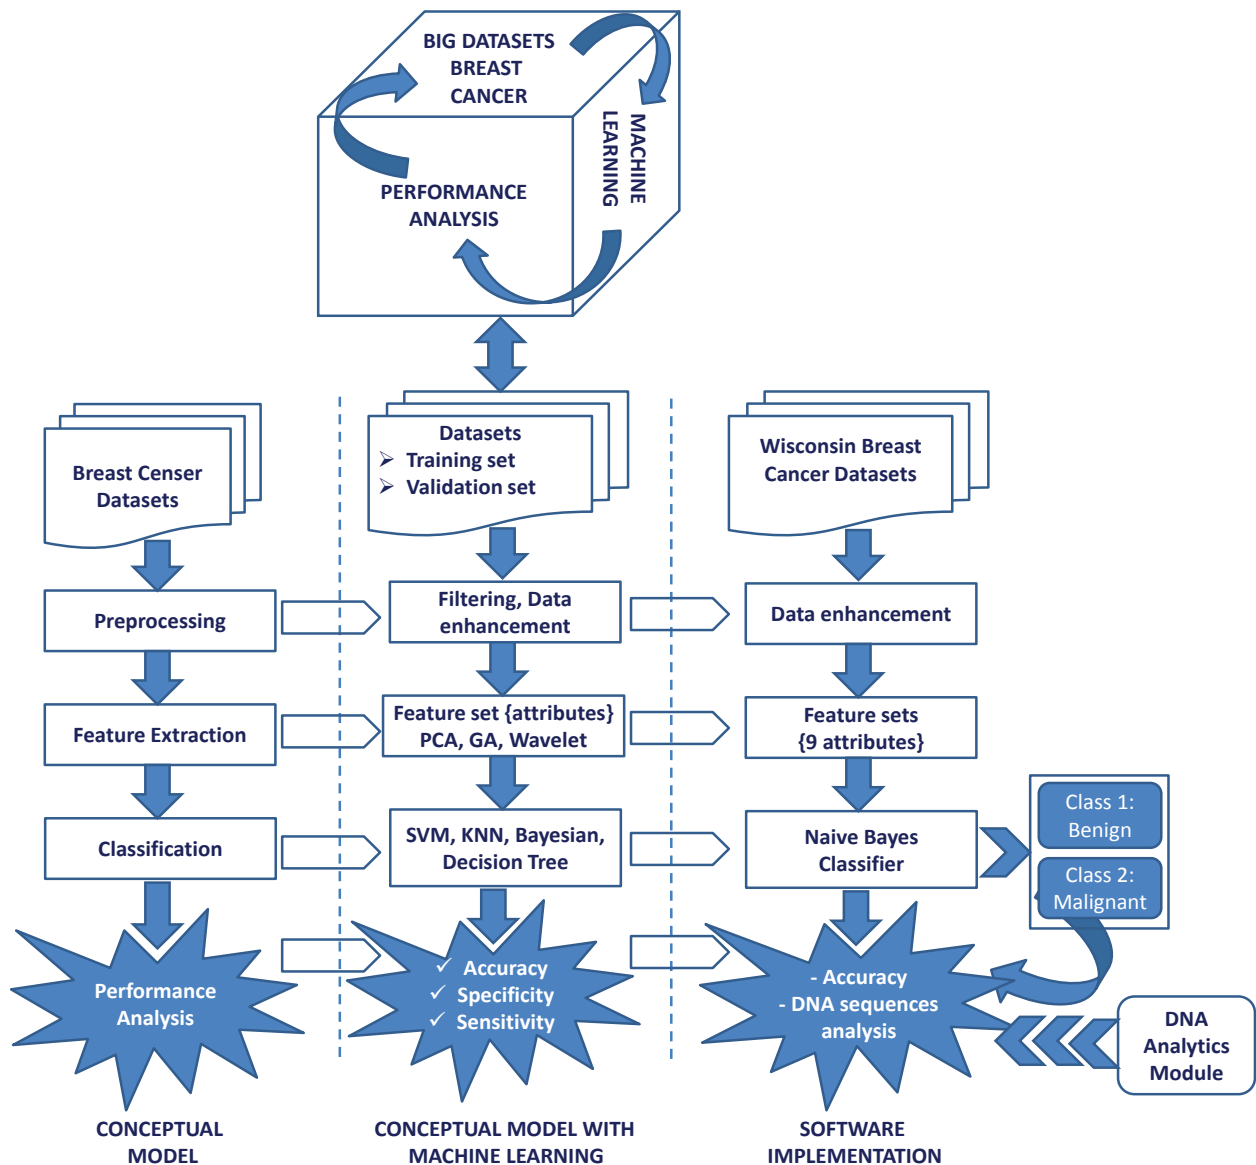 BIG DATASETS
BREAST
CANCER
MACHINE
LEARNING
PERFORMANCE
ANALYSIS
Breast Censer
Datasets
Preprocessing
Feature Extraction
Classification
Performance
Analysis
CONCEPTUAL
MODEL
Datasets
➢ Training set
➢ Validation set
Filtering, Data
enhancement
Feature set {attributes}
PCA, GA, Wavelet
SVM, KNN, Bayesian,
Decision Tree
✓ Accuracy
✓ Specificity
✓ Sensitivity
CONCEPTUAL MODEL WITH
MACHINE LEARNING
Wisconsin Breast
Cancer Datasets
Data enhancement
Feature sets
{9 attributes}
Naive Bayes
Classifier
Class 1:
Benign
Class 2:
Malignant
- Accuracy
- DNA sequences
analysis
DNA
Analytics
Module
SOFTWARE
IMPLEMENTATION